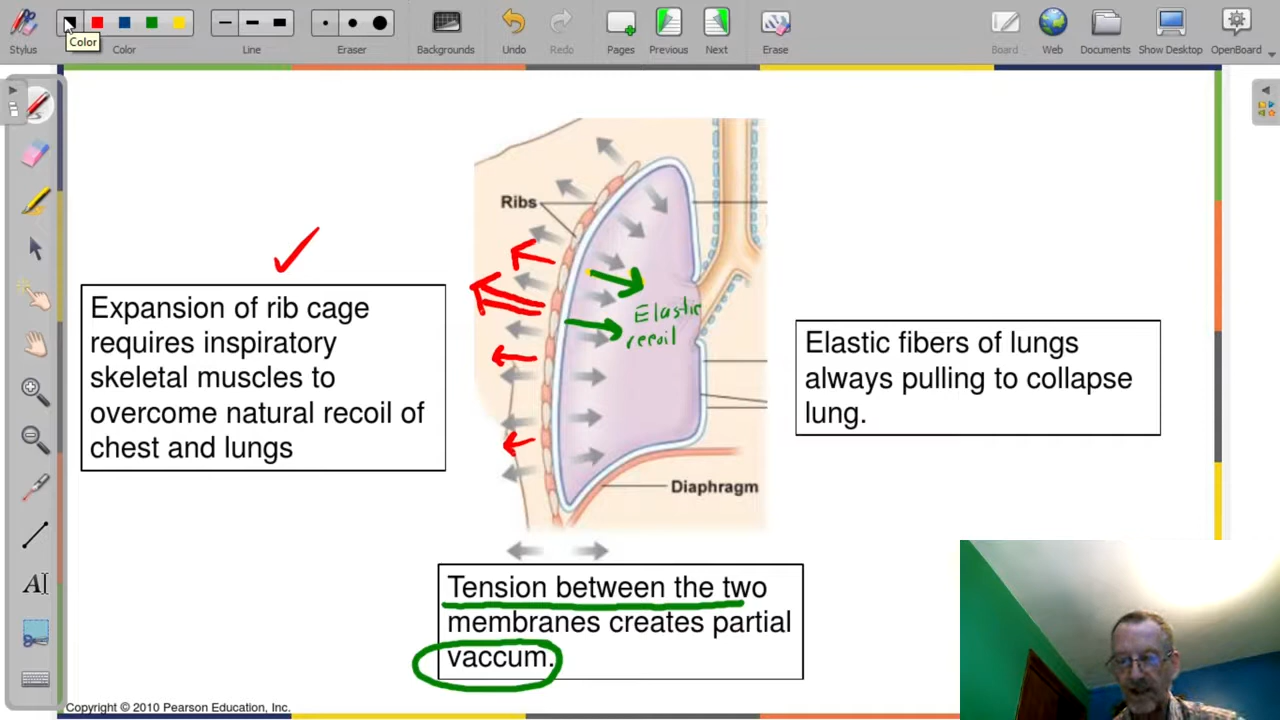 Stylus
Color
Color
Line
Eraser
Backgrounds
Undo
Redo
Pages
Previous
Next
Erase
Board
Web
Documents
Show Desktop
OpenBoard
Ribs
Expansion of rib cage
requires inspiratory
skeletal muscles to
overcome natural recoil of
chest and lungs
Elastic
recoil
Elastic fibers of lungs
always pulling to collapse
lung.
Diaphragm
Tension between the two
membranes creates partial
vaccum.
AI
Copyright © 2010 Pearson Education, Inc.